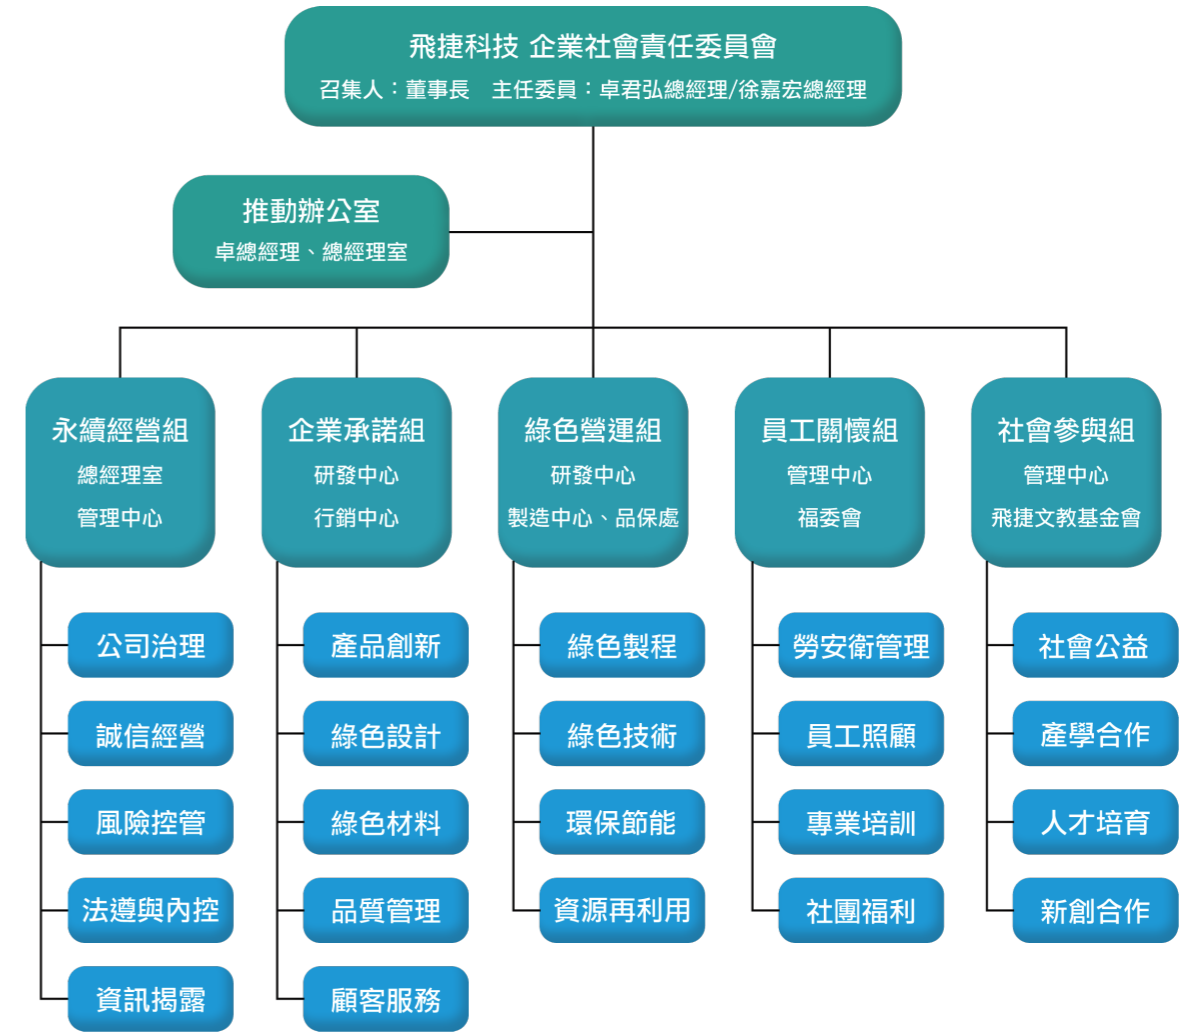 飛捷科技 企業社會責任委員會
召集人：董事長　主任委員：卓君弘總經理/徐嘉宏總經理
推動辦公室
卓總經理、總經理室
永續經營組
總經理室
管理中心
公司治理
誠信經營
風險控管
法遵與內控
資訊揭露
企業承諾組
研發中心
行銷中心
產品創新
綠色設計
綠色材料
品質管理
顧客服務
綠色營運組
研發中心
製造中心、品保處
綠色製程
綠色技術
環保節能
資源再利用
員工關懷組
管理中心
福委會
勞安衛管理
員工照顧
專業培訓
社團福利
社會參與組
管理中心
飛捷文教基金會
社會公益
產學合作
人才培育
新創合作